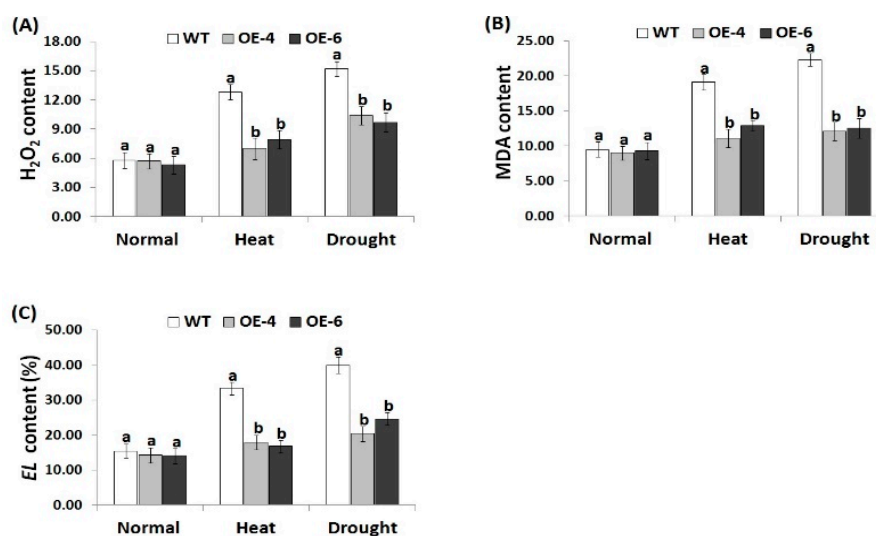 (A)
WT OE-4 OE-6
H₂O₂ content
18.00
15.00
12.00
9.00
6.00
3.00
0.00
a a a
a b b
a b b
Normal Heat Drought
(B)
WT OE-4 OE-6
MDA content
25.00
20.00
15.00
10.00
5.00
0.00
a a a
a b b
a b b
Normal Heat Drought
(C)
WT OE-4 OE-6
EL content (%)
50.00
40.00
30.00
20.00
10.00
0.00
a a a
a b b
a b b
Normal Heat Drought